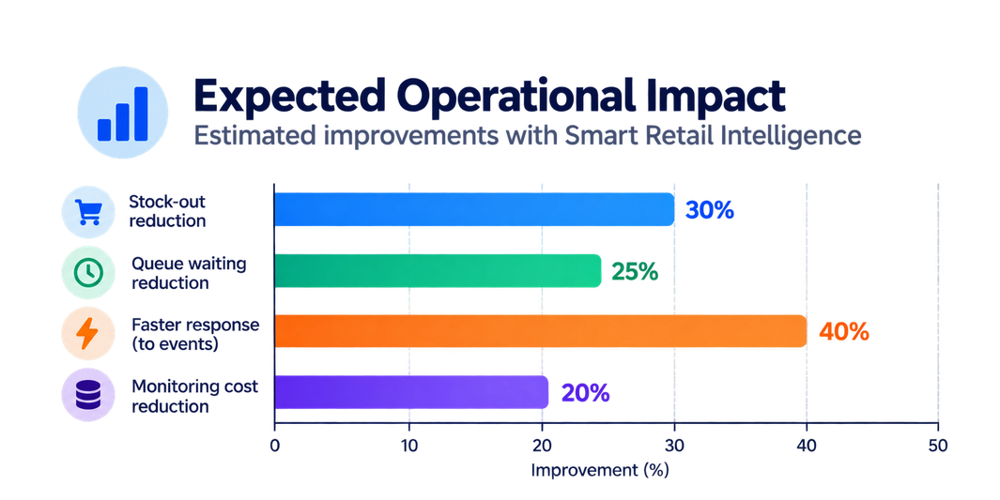 Expected Operational Impact
Estimated improvements with Smart Retail Intelligence
Stock-out
reduction
30%
Queue waiting
reduction
25%
Faster response
(to events)
40%
Monitoring cost
reduction
20%
0 10 20 30 40 50
Improvement (%)